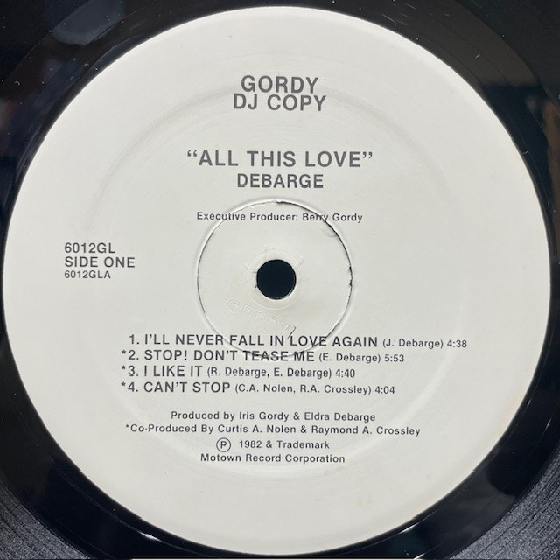 GORDY
DJ COPY
"ALL THIS LOVE"
DEBARGE
Executive Producer: Berry Gordy
6012GL
SIDE ONE
6012GLA
1. I'LL NEVER FALL IN LOVE AGAIN (J. Debarge) 4:38
*2. STOP! DON'T TEASE ME (E. Debarge) 5:53
*3. I LIKE IT (R. Debarge, E. Debarge) 4:40
*4. CAN'T STOP (C.A. Nolen, R.A. Crossley) 4:04
Produced by Iris Gordy & Eldra Debarge
*Co-Produced By Curtis A. Nolen & Raymond A. Crossley
Ⓟ 1982 & Trademark
Motown Record Corporation